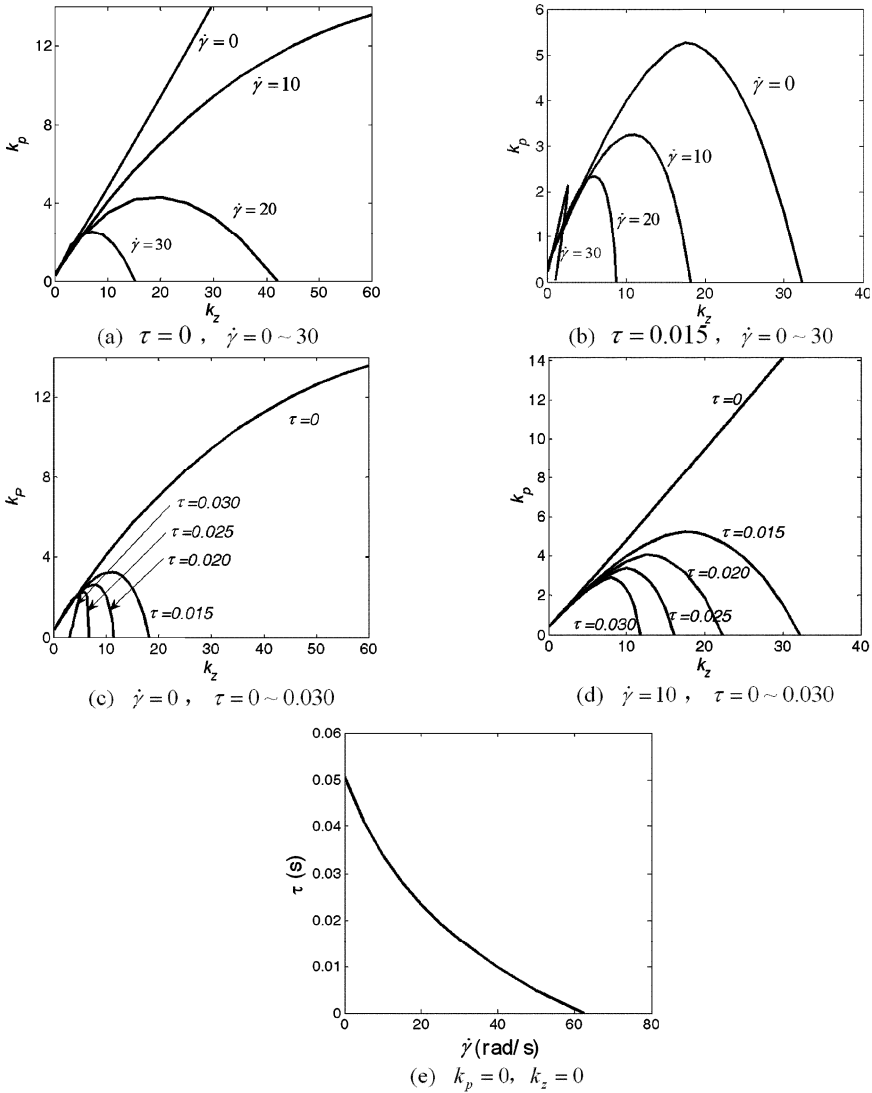 12
8
4
0
0 10 20 30 40 50 60
k_p
k_z
γ̇ = 0
γ̇ = 10
γ̇ = 20
γ̇ = 30
(a) τ = 0 , γ̇ = 0 ~ 30
6
5
4
3
2
1
0
0 10 20 30 40
k_p
k_z
γ̇ = 0
γ̇ = 10
γ̇ = 20
γ̇ = 30
(b) τ = 0.015 , γ̇ = 0 ~ 30
12
8
4
0
0 10 20 30 40 50 60
k_p
k_z
τ=0
τ=0.030
τ=0.025
τ=0.020
τ=0.015
(c) γ̇ = 0 , τ = 0 ~ 0.030
14
12
10
8
6
4
2
0
0 10 20 30 40
k_p
k_z
τ=0
τ=0.015
τ=0.020
τ=0.025
τ=0.030
(d) γ̇ = 10 , τ = 0 ~ 0.030
0.06
0.05
0.04
0.03
0.02
0.01
0
0 20 40 60 80
τ (s)
γ̇ (rad/ s)
(e) k_p = 0, k_z = 0